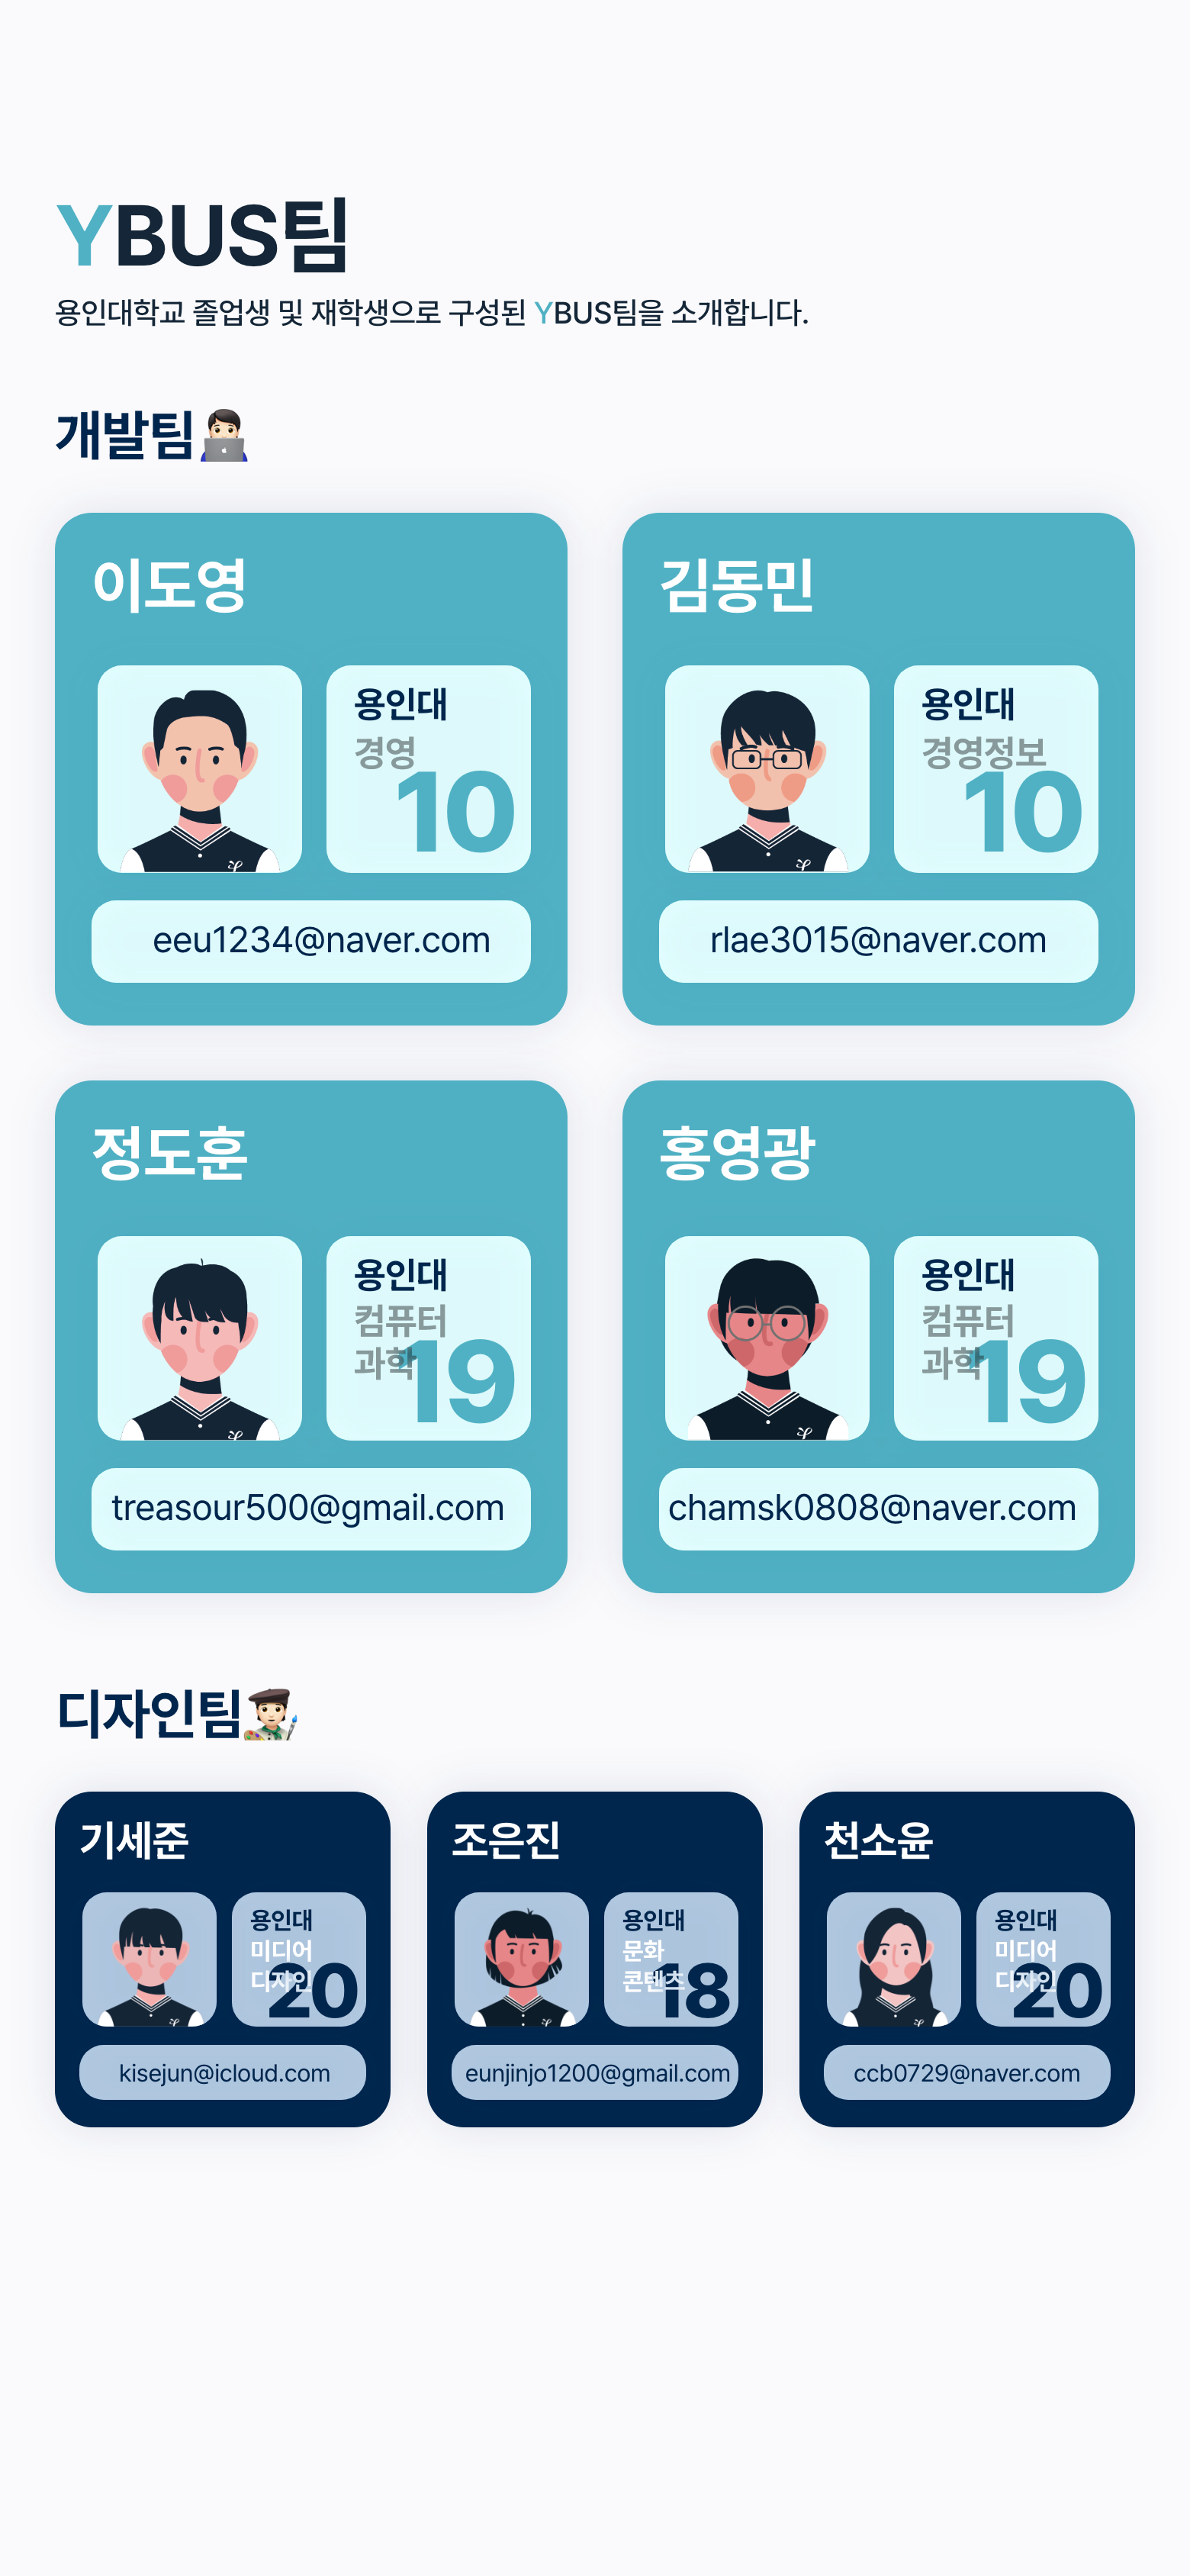 YBUS팀
용인대학교 졸업생 및 재학생으로 구성된 YBUS팀을 소개합니다.
개발팀
이도영
용인대
경영
10
eeu1234@naver.com
김동민
용인대
경영정보
10
rlae3015@naver.com
정도훈
용인대
컴퓨터
과학
19
treasour500@gmail.com
홍영광
용인대
컴퓨터
과학
19
chamsk0808@naver.com
디자인팀
기세준
용인대
미디어
디자인
20
kisejun@icloud.com
조은진
용인대
문화
콘텐츠
18
eunjinjo1200@gmail.com
천소윤
용인대
미디어
디자인
20
ccb0729@naver.com